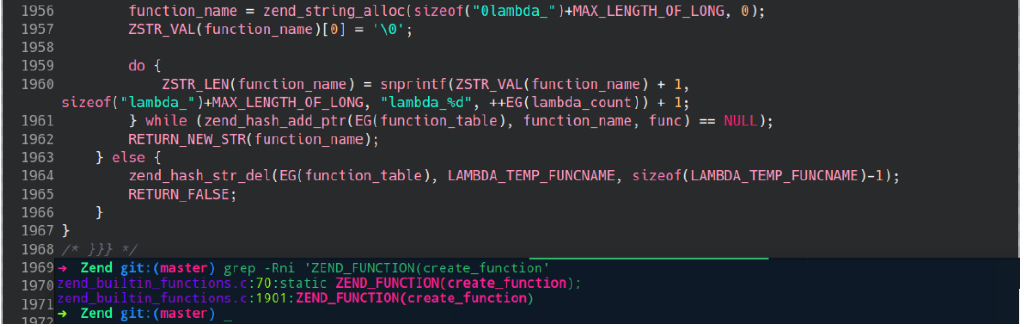 1956 function_name = zend_string_alloc(sizeof("0lambda_")+MAX_LENGTH_OF_LONG, 0);
1957 ZSTR_VAL(function_name)[0] = '\0';
1958
1959 do {
1960 ZSTR_LEN(function_name) = snprintf(ZSTR_VAL(function_name) + 1,
sizeof("lambda_")+MAX_LENGTH_OF_LONG, "lambda_%d", ++EG(lambda_count)) + 1;
1961 } while (zend_hash_add_ptr(EG(function_table), function_name, func) == NULL);
1962 RETURN_NEW_STR(function_name);
1963 } else {
1964 zend_hash_str_del(EG(function_table), LAMBDA_TEMP_FUNCNAME, sizeof(LAMBDA_TEMP_FUNCNAME)-1);
1965 RETURN_FALSE;
1966 }
1967 }
1968 /* }}} */
1969 ➜ Zend git:(master) grep -Rni 'ZEND_FUNCTION(create_function'
1970 zend_builtin_functions.c:70:static ZEND_FUNCTION(create_function);
1971 zend_builtin_functions.c:1901:ZEND_FUNCTION(create_function)
1972 ➜ Zend git:(master) _